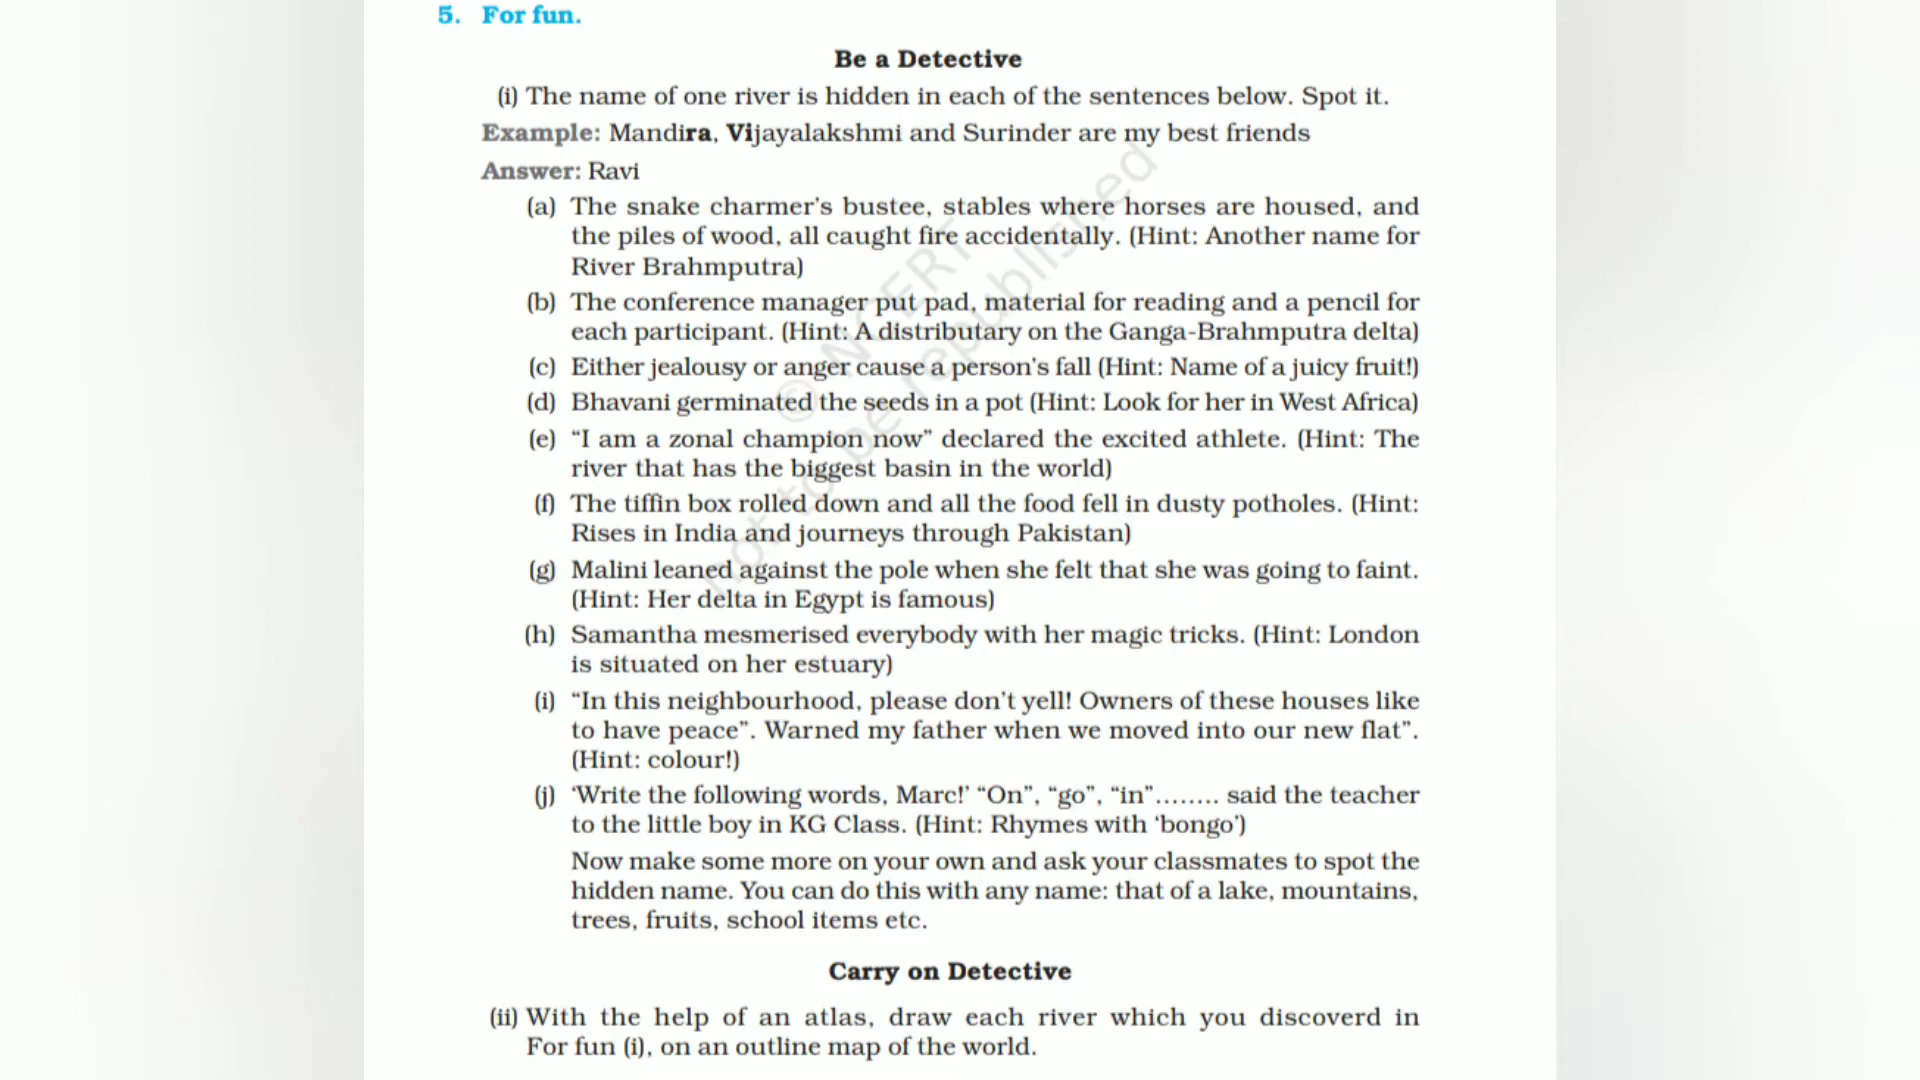 5. For fun.
Be a Detective
(i) The name of one river is hidden in each of the sentences below. Spot it.
Example: Mandira, Vijayalakshmi and Surinder are my best friends
Answer: Ravi
(a) The snake charmer's bustee, stables where horses are housed, and
the piles of wood, all caught fire accidentally. (Hint: Another name for
River Brahmputra)
(b) The conference manager put pad, material for reading and a pencil for
each participant. (Hint: A distributary on the Ganga-Brahmputra delta)
(c) Either jealousy or anger cause a person's fall (Hint: Name of a juicy fruit!)
(d) Bhavani germinated the seeds in a pot (Hint: Look for her in West Africa)
(e) “I am a zonal champion now” declared the excited athlete. (Hint: The
river that has the biggest basin in the world)
(f) The tiffin box rolled down and all the food fell in dusty potholes. (Hint:
Rises in India and journeys through Pakistan)
(g) Malini leaned against the pole when she felt that she was going to faint.
(Hint: Her delta in Egypt is famous)
(h) Samantha mesmerised everybody with her magic tricks. (Hint: London
is situated on her estuary)
(i) “In this neighbourhood, please don't yell! Owners of these houses like
to have peace”. Warned my father when we moved into our new flat”.
(Hint: colour!)
(j) ‘Write the following words, Marc!’ “On”, “go”, “in”........ said the teacher
to the little boy in KG Class. (Hint: Rhymes with ‘bongo’)
Now make some more on your own and ask your classmates to spot the
hidden name. You can do this with any name: that of a lake, mountains,
trees, fruits, school items etc.
Carry on Detective
(ii) With the help of an atlas, draw each river which you discoverd in
For fun (i), on an outline map of the world.
© NCERT
not to be republished